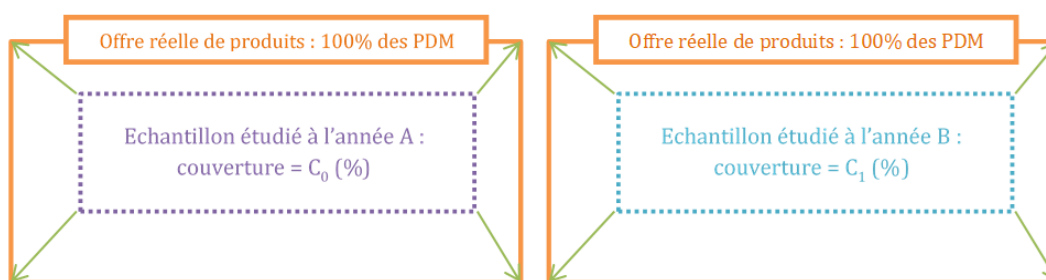 Offre réelle de produits : 100% des PDM
Echantillon étudié à l'année A :
couverture = C₀ (%)
Offre réelle de produits : 100% des PDM
Echantillon étudié à l'année B :
couverture = C₁ (%)